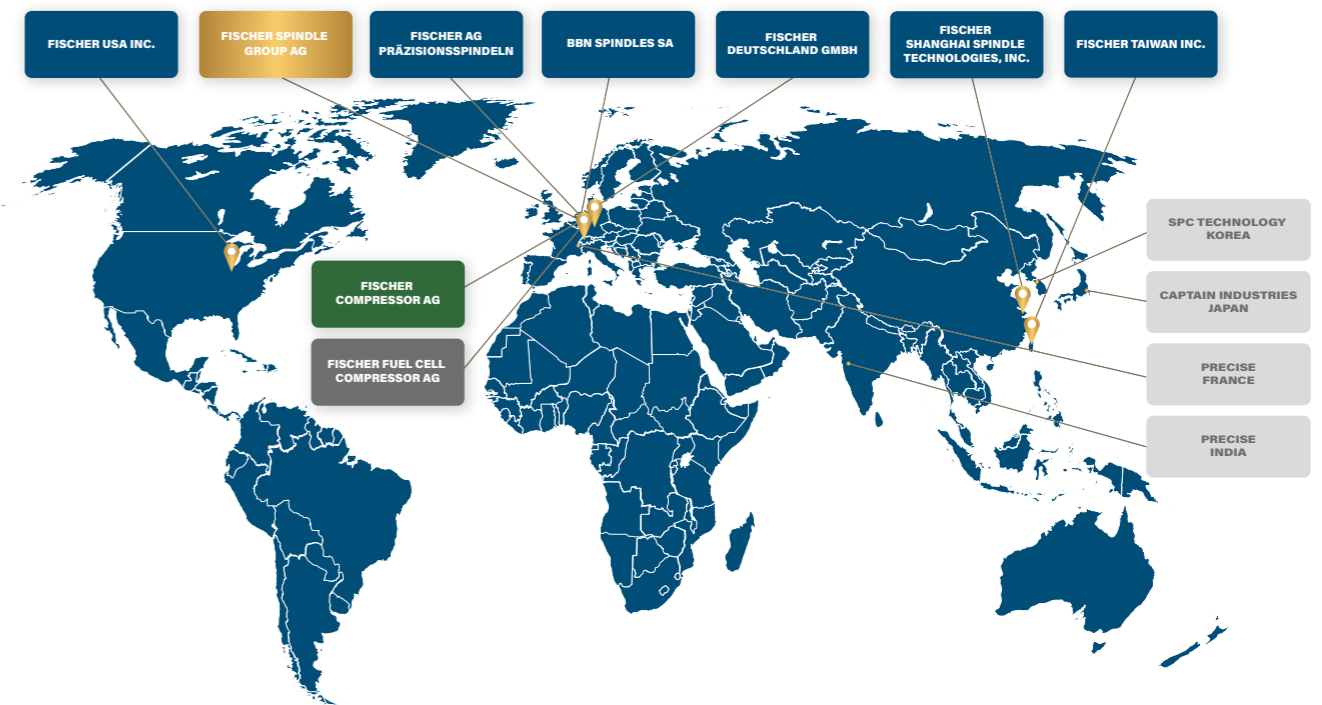 FISCHER USA INC.
FISCHER SPINDLE
GROUP AG
FISCHER AG
PRÄZISIONSSPINDELN
BBN SPINDLES SA
FISCHER
DEUTSCHLAND GMBH
FISCHER
SHANGHAI SPINDLE
TECHNOLOGIES, INC.
FISCHER TAIWAN INC.
SPC TECHNOLOGY
KOREA
FISCHER
COMPRESSOR AG
CAPTAIN INDUSTRIES
JAPAN
FISCHER FUEL CELL
COMPRESSOR AG
PRECISE
FRANCE
PRECISE
INDIA